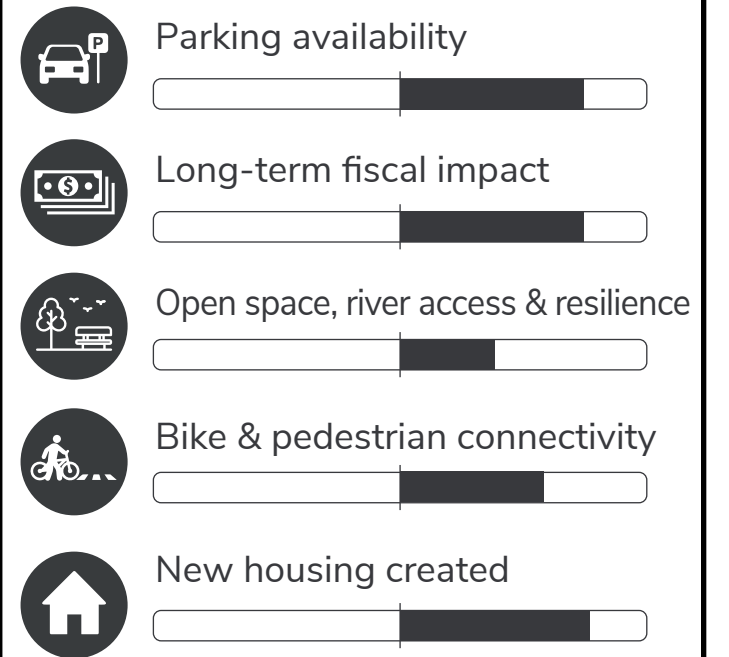 P
Parking availability
$
Long-term fiscal impact
Open space, river access & resilience
Bike & pedestrian connectivity
New housing created